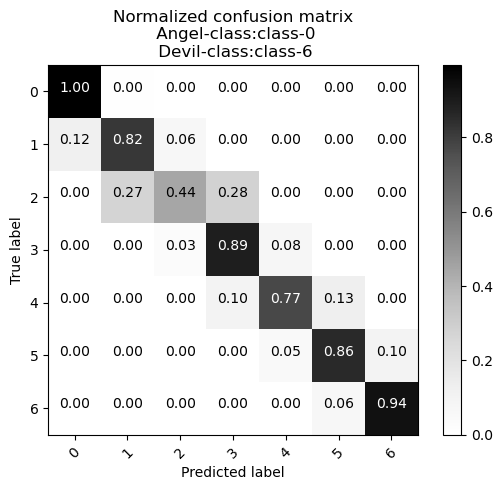 Normalized confusion matrix
Angel-class:class-0
Devil-class:class-6
0 1.00 0.00 0.00 0.00 0.00 0.00 0.00
1 0.12 0.82 0.06 0.00 0.00 0.00 0.00
2 0.00 0.27 0.44 0.28 0.00 0.00 0.00
3 0.00 0.00 0.03 0.89 0.08 0.00 0.00
4 0.00 0.00 0.00 0.10 0.77 0.13 0.00
5 0.00 0.00 0.00 0.00 0.05 0.86 0.10
6 0.00 0.00 0.00 0.00 0.00 0.06 0.94
0 1 2 3 4 5 6
True label
Predicted label
0.8
0.6
0.4
0.2
0.0